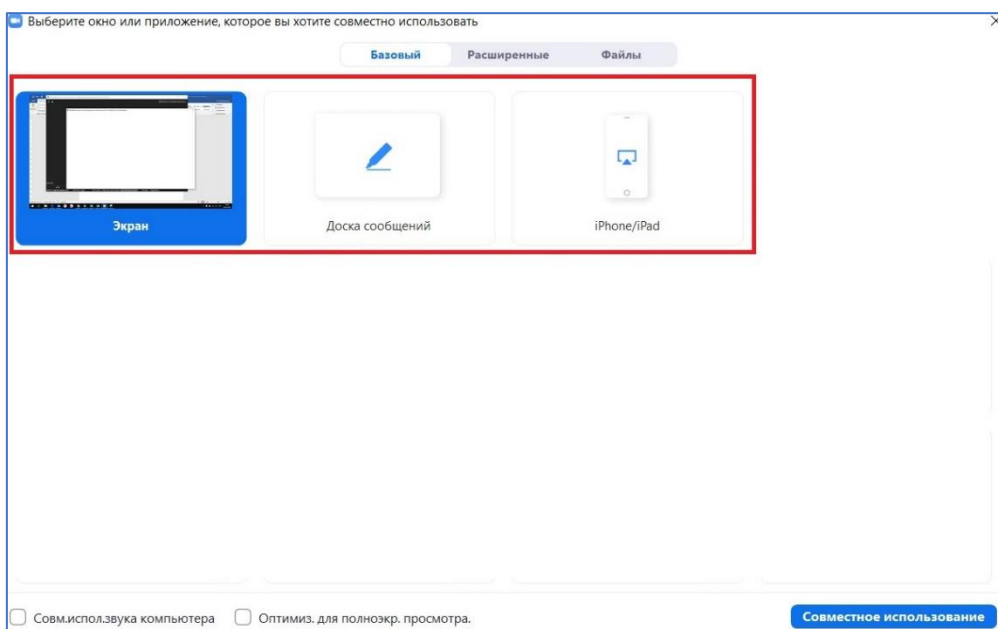 Выберите окно или приложение, которое вы хотите совместно использовать
Базовый Расширенные Файлы
Экран Доска сообщений iPhone/iPad
Совм.испол.звука компьютера Оптимиз. для полноэкр. просмотра. Совместное использование